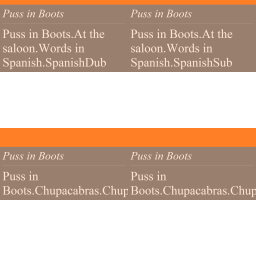 Puss in Boots
Puss in Boots.At the
saloon.Words in
Spanish.SpanishDub
Puss in Boots
Puss in Boots.At the
saloon.Words in
Spanish.SpanishSub
Puss in Boots
Puss in
Boots.Chupacabras.Chup
Puss in Boots
Puss in
Boots.Chupacabras.Chup